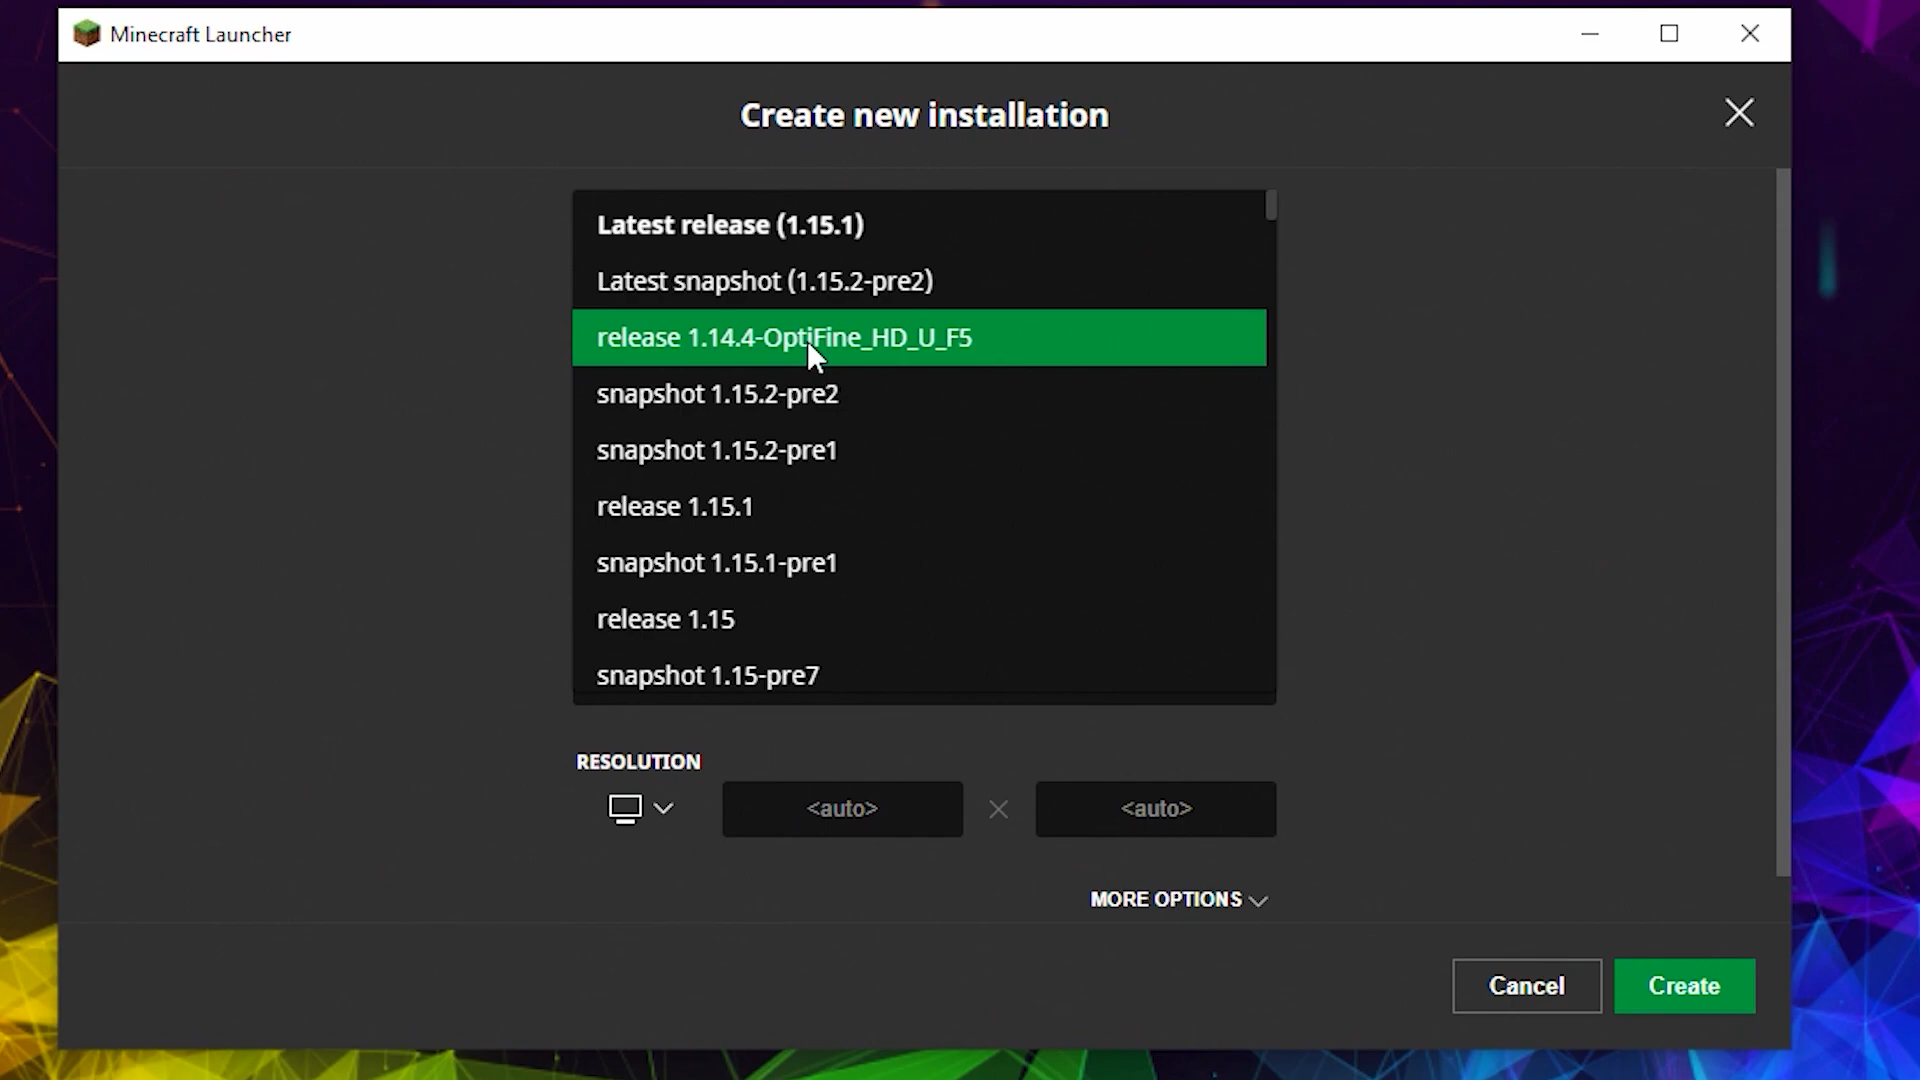 Minecraft Launcher
Create new installation
Latest release (1.15.1)
Latest snapshot (1.15.2-pre2)
release 1.14.4-OptiFine_HD_U_F5
snapshot 1.15.2-pre2
snapshot 1.15.2-pre1
release 1.15.1
snapshot 1.15.1-pre1
release 1.15
snapshot 1.15-pre7
RESOLUTION
<auto> <auto>
MORE OPTIONS
Cancel Create